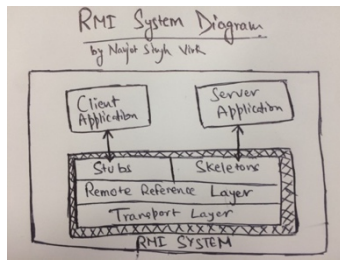 RMI System Diagram
by Navjot Singh Virk
Client Application
Server Application
Stubs
Skeletons
Remote Reference Layer
Transport Layer
RMI SYSTEM